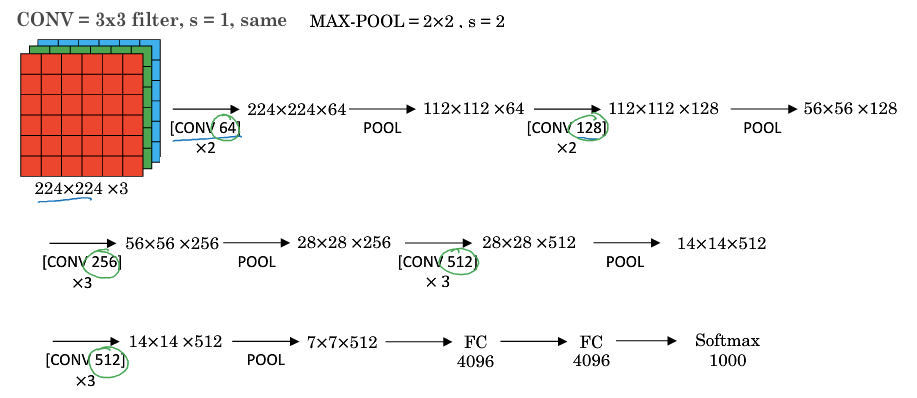 CONV = 3x3 filter, s = 1, same MAX-POOL = 2×2 , s = 2
224×224 ×3
[CONV 64]
×2
224×224×64
POOL
112×112 ×64
[CONV 128]
×2
112×112 ×128
POOL
56×56 ×128
[CONV 256]
×3
56×56 ×256
POOL
28×28 ×256
[CONV 512]
× 3
28×28 ×512
POOL
14×14×512
[CONV 512]
×3
14×14 ×512
POOL
7×7×512
FC
4096
FC
4096
Softmax
1000